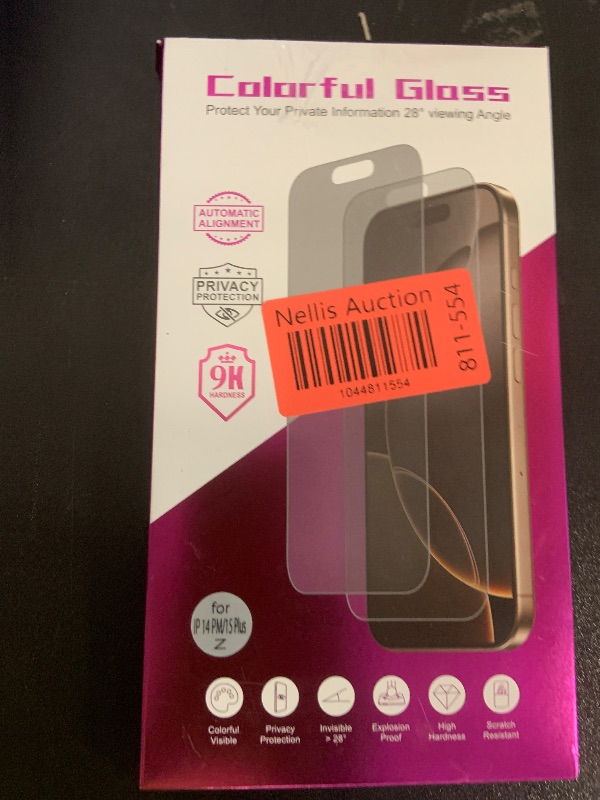 Colorful Glass
Protect Your Private Information 28° viewing Angle
AUTOMATIC
ALIGNMENT
PRIVACY
PROTECTION
9H
HARDNESS
Nellis Auction
1044811554
811-554
for
IP 14 PM/15 Plus
Z
Colorful
Visible
Privacy
Protection
Invisible
> 28°
Explosion
Proof
High
Hardness
Scratch
Resistant